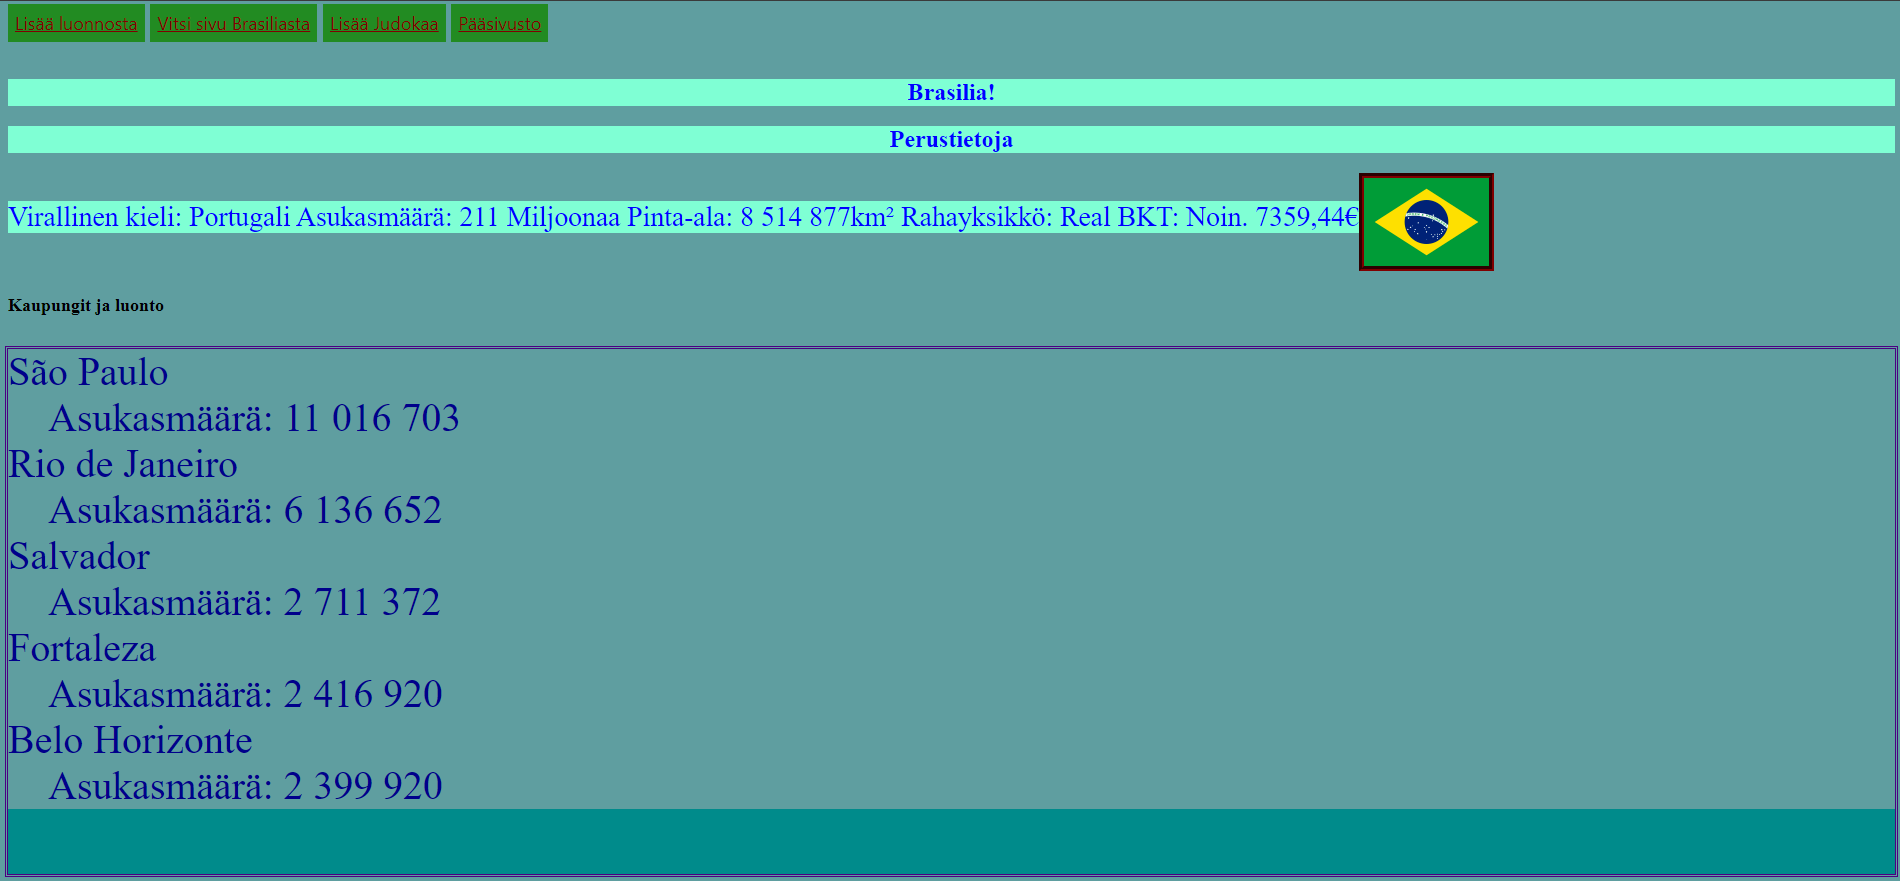 Lisää luonnosta Vitsi sivu Brasiliasta Lisää Judokaa Pääsivusto
Brasilia!
Perustietoja
Virallinen kieli: Portugali Asukasmäärä: 211 Miljoonaa Pinta-ala: 8 514 877km² Rahayksikkö: Real BKT: Noin. 7359,44€
Kaupungit ja luonto
São Paulo
Asukasmäärä: 11 016 703
Rio de Janeiro
Asukasmäärä: 6 136 652
Salvador
Asukasmäärä: 2 711 372
Fortaleza
Asukasmäärä: 2 416 920
Belo Horizonte
Asukasmäärä: 2 399 920